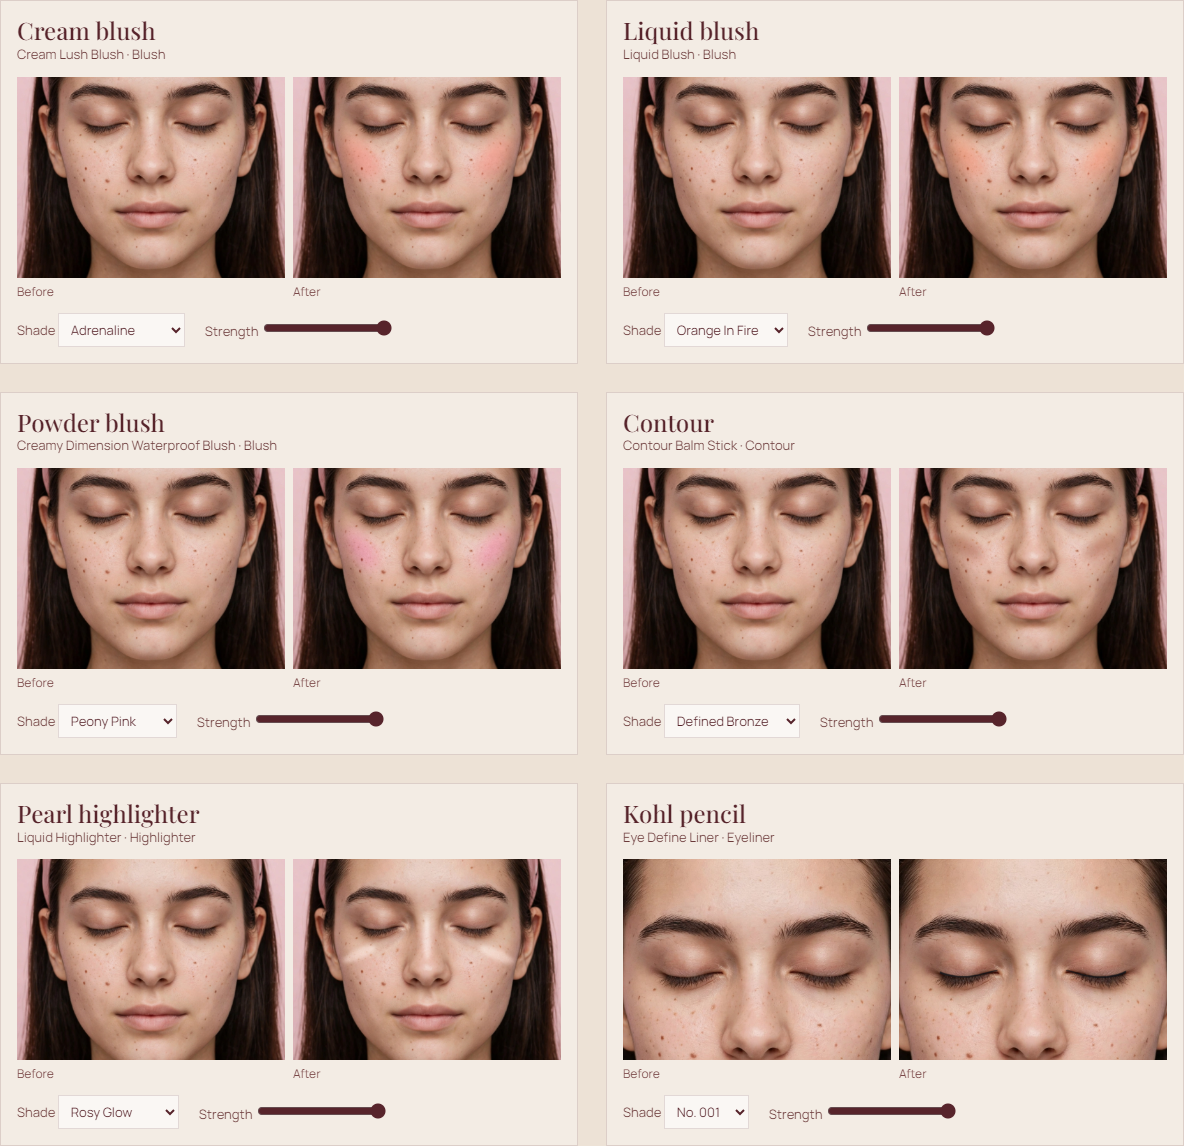 Cream blush
Cream Lush Blush · Blush
Before
After
Shade
Adrenaline
Strength
Liquid blush
Liquid Blush · Blush
Before
After
Shade
Orange In Fire
Strength
Powder blush
Creamy Dimension Waterproof Blush · Blush
Before
After
Shade
Peony Pink
Strength
Contour
Contour Balm Stick · Contour
Before
After
Shade
Defined Bronze
Strength
Pearl highlighter
Liquid Highlighter · Highlighter
Before
After
Shade
Rosy Glow
Strength
Kohl pencil
Eye Define Liner · Eyeliner
Before
After
Shade
No. 001
Strength